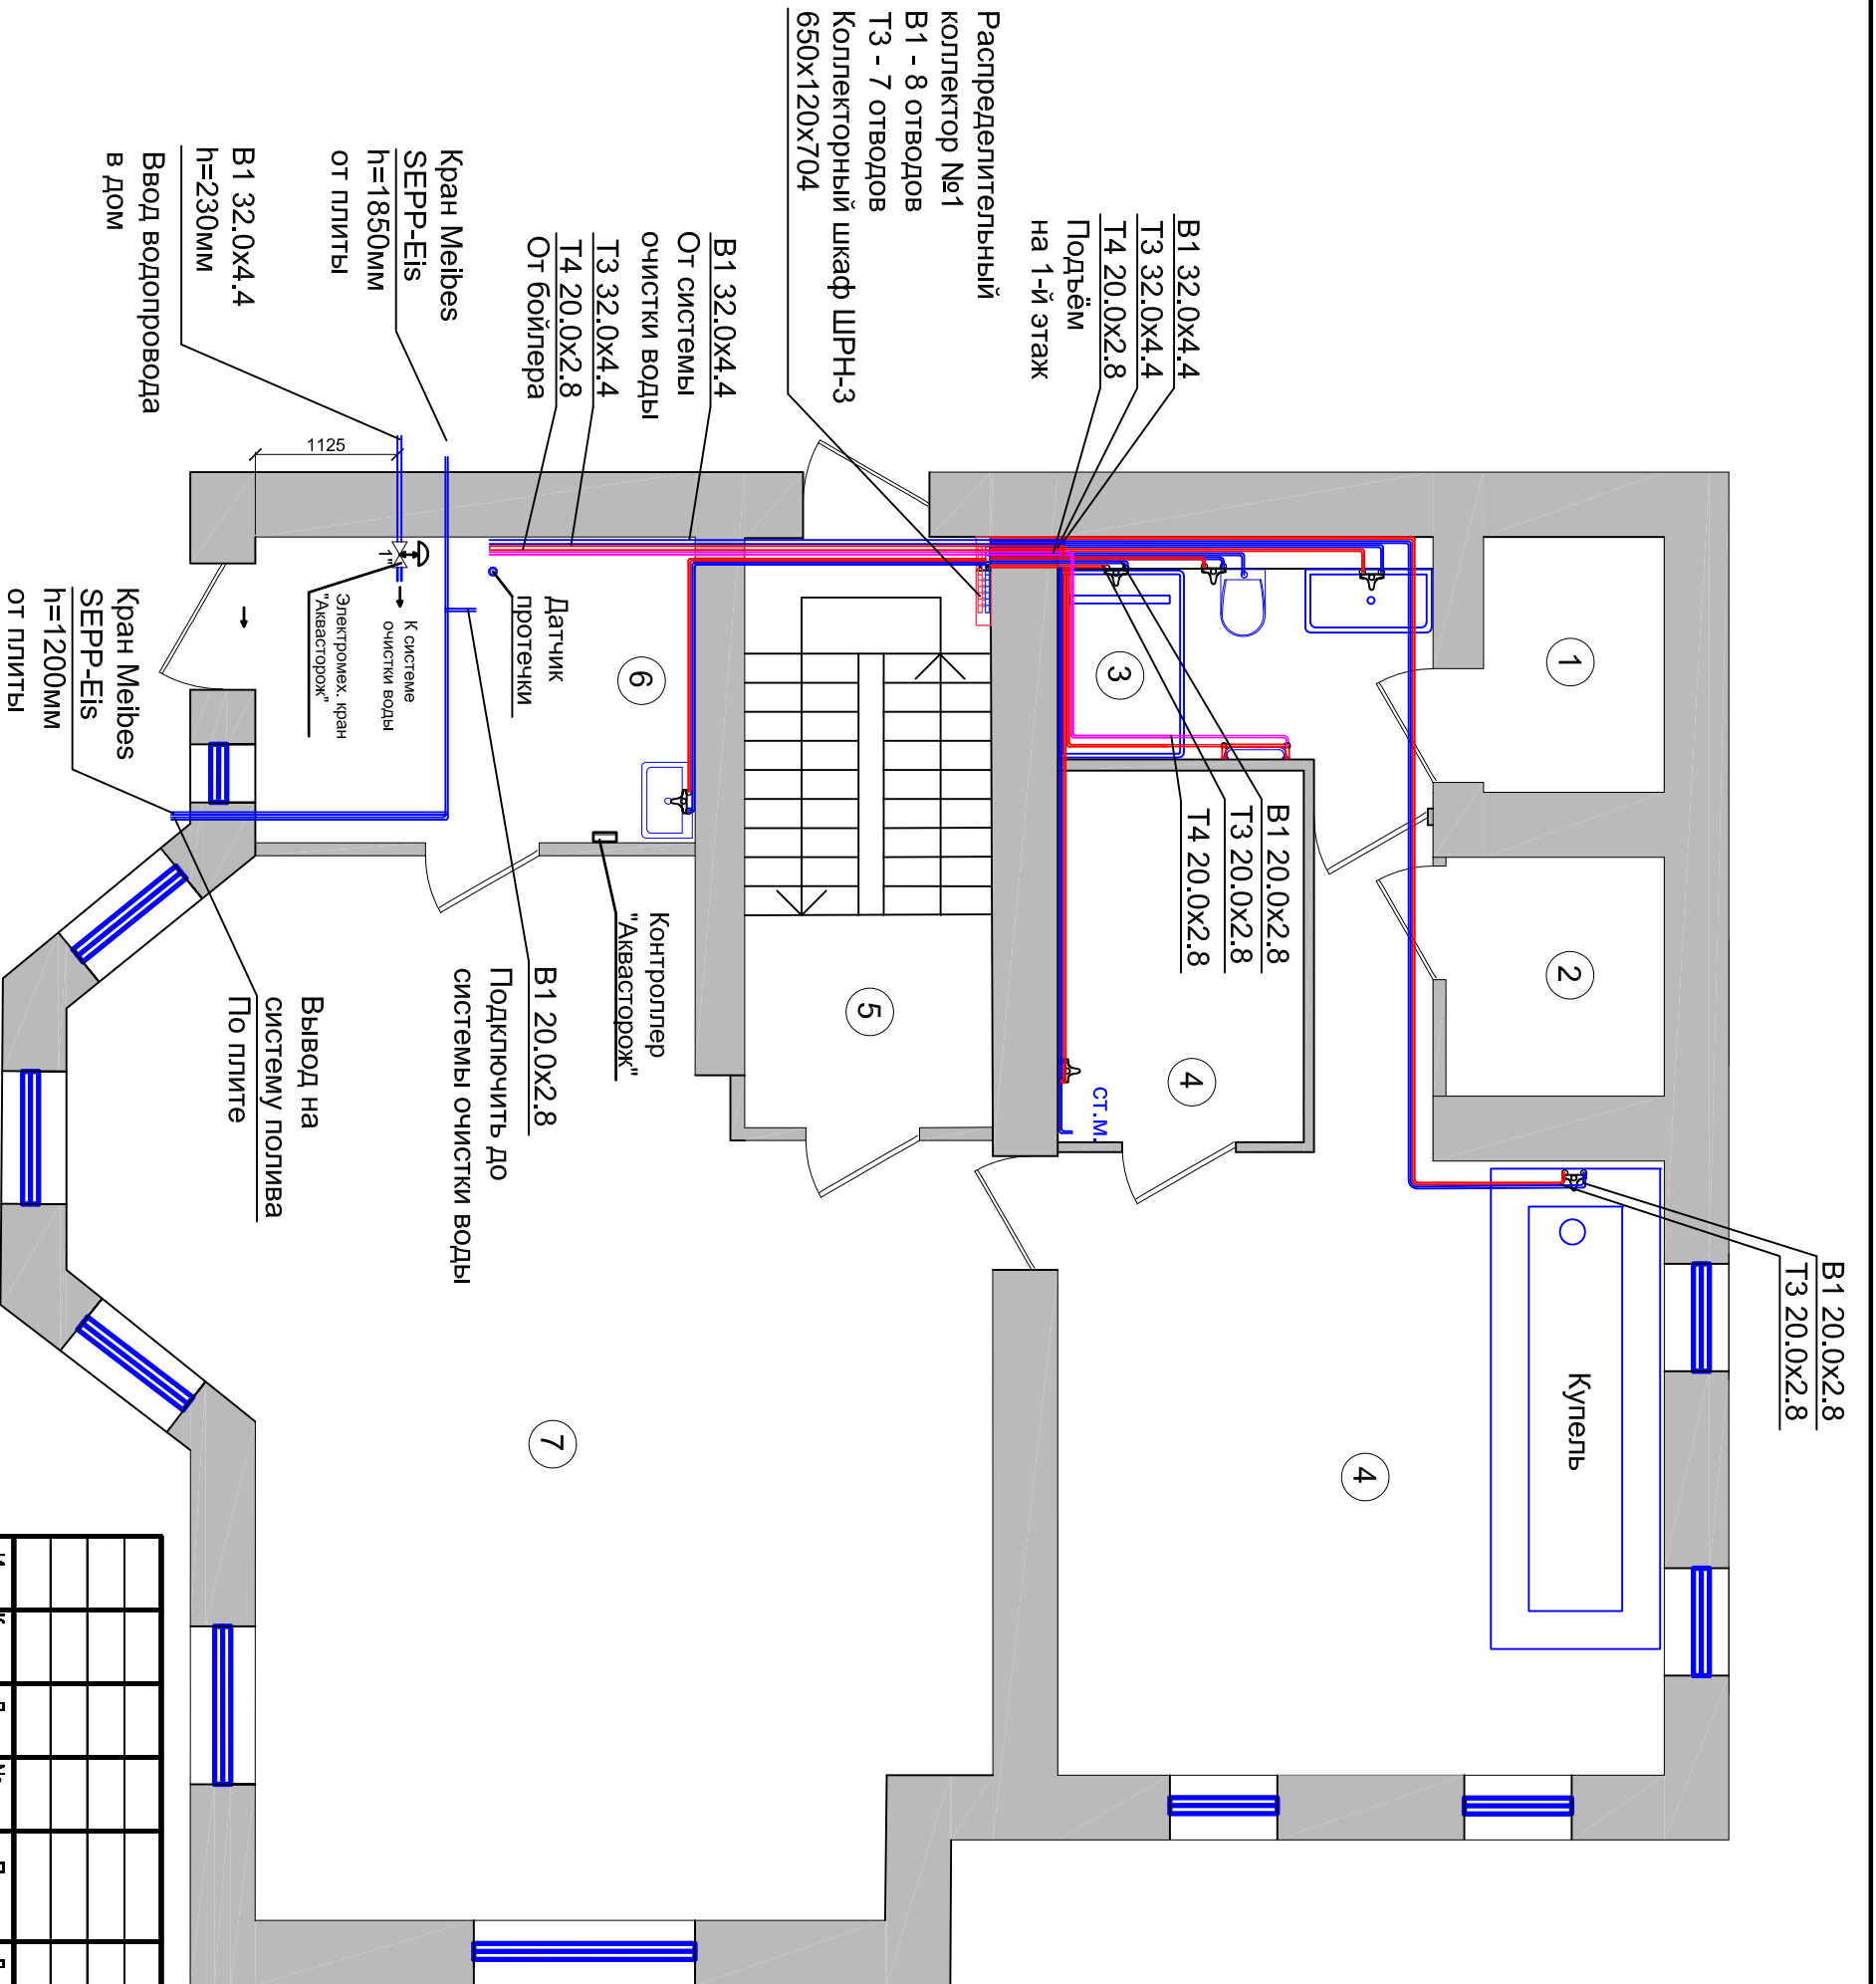 В1 20.0x2.8
Т3 20.0x2.8
Купель
1
2
3
4
4
5
6
7
В1 32.0x4.4
Т3 32.0x4.4
Т4 20.0x2.8
Подъём
на 1-й этаж
Распределительный
коллектор №1
В1 - 8 отводов
Т3 - 7 отводов
Коллекторный шкаф ШРН-3
650x120x704
В1 20.0x2.8
Т3 20.0x2.8
Т4 20.0x2.8
ст.м.
В1 32.0x4.4
От системы
очистки воды
Т3 32.0x4.4
Т4 20.0x2.8
От бойлера
Кран Meibes
SEPP-Eis
h=1850мм
от плиты
В1 32.0x4.4
h=230мм
Ввод водопровода
в дом
1125
1"
Датчик
протечки
К системе
очистки воды
Электромех. кран
"Аквасторож"
Контроллер
"Аквасторож"
В1 20.0x2.8
Подключить до
системы очистки воды
Вывод на
систему полива
По плите
Кран Meibes
SEPP-Eis
h=1200мм
от плиты